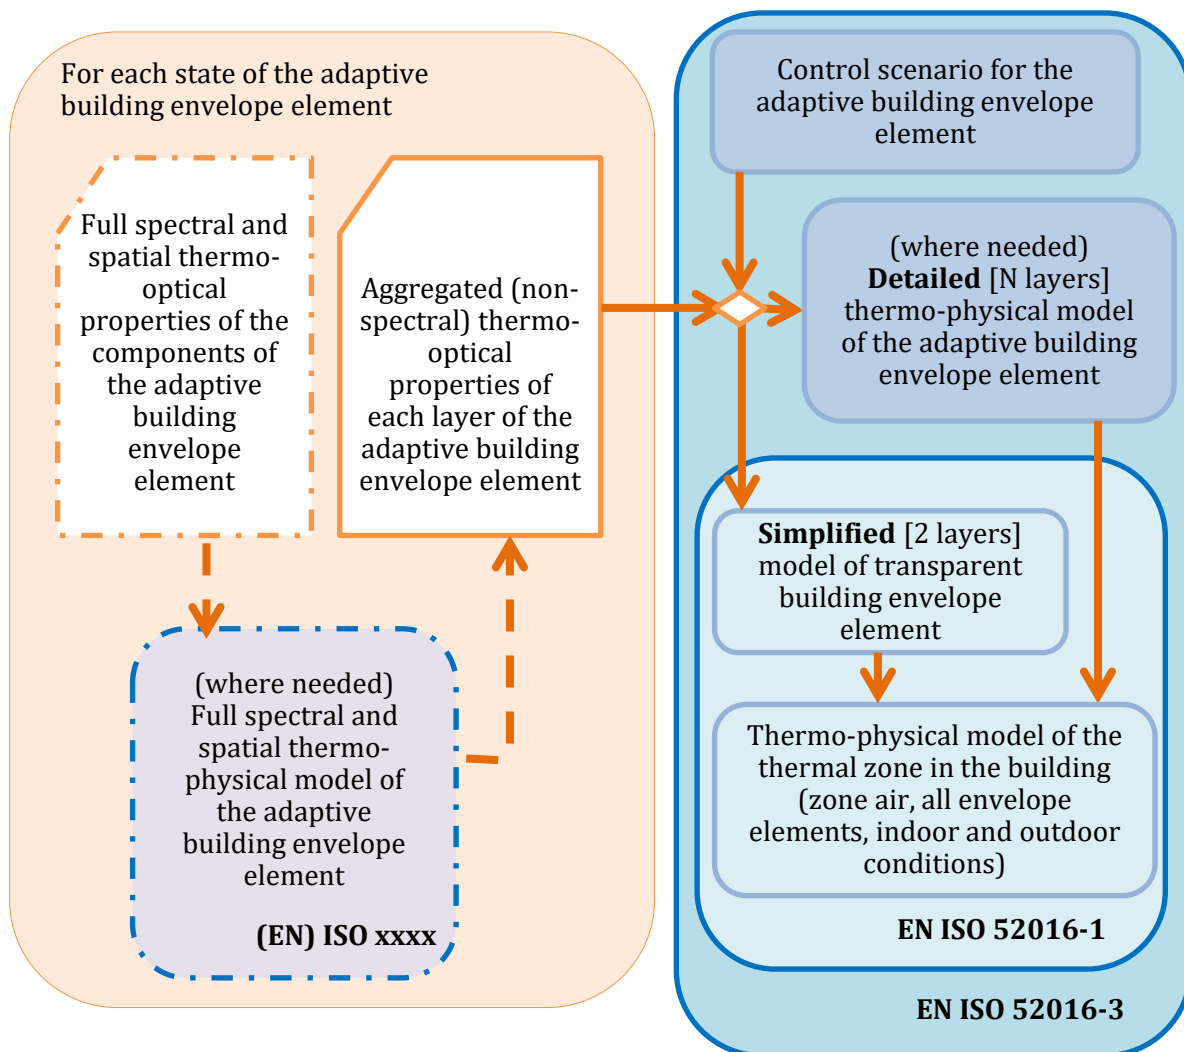 For each state of the adaptive
building envelope element
Full spectral and
spatial thermo-
optical
properties of the
components of
the adaptive
building
envelope
element
Aggregated (non-
spectral) thermo-
optical
properties of
each layer of the
adaptive building
envelope element
(where needed)
Full spectral and
spatial thermo-
physical model of
the adaptive
building envelope
element
(EN) ISO xxxx
Control scenario for the
adaptive building envelope
element
(where needed)
Detailed [N layers]
thermo-physical model
of the adaptive building
envelope element
Simplified [2 layers]
model of transparent
building envelope
element
Thermo-physical model of the
thermal zone in the building
(zone air, all envelope
elements, indoor and outdoor
conditions)
EN ISO 52016-1
EN ISO 52016-3